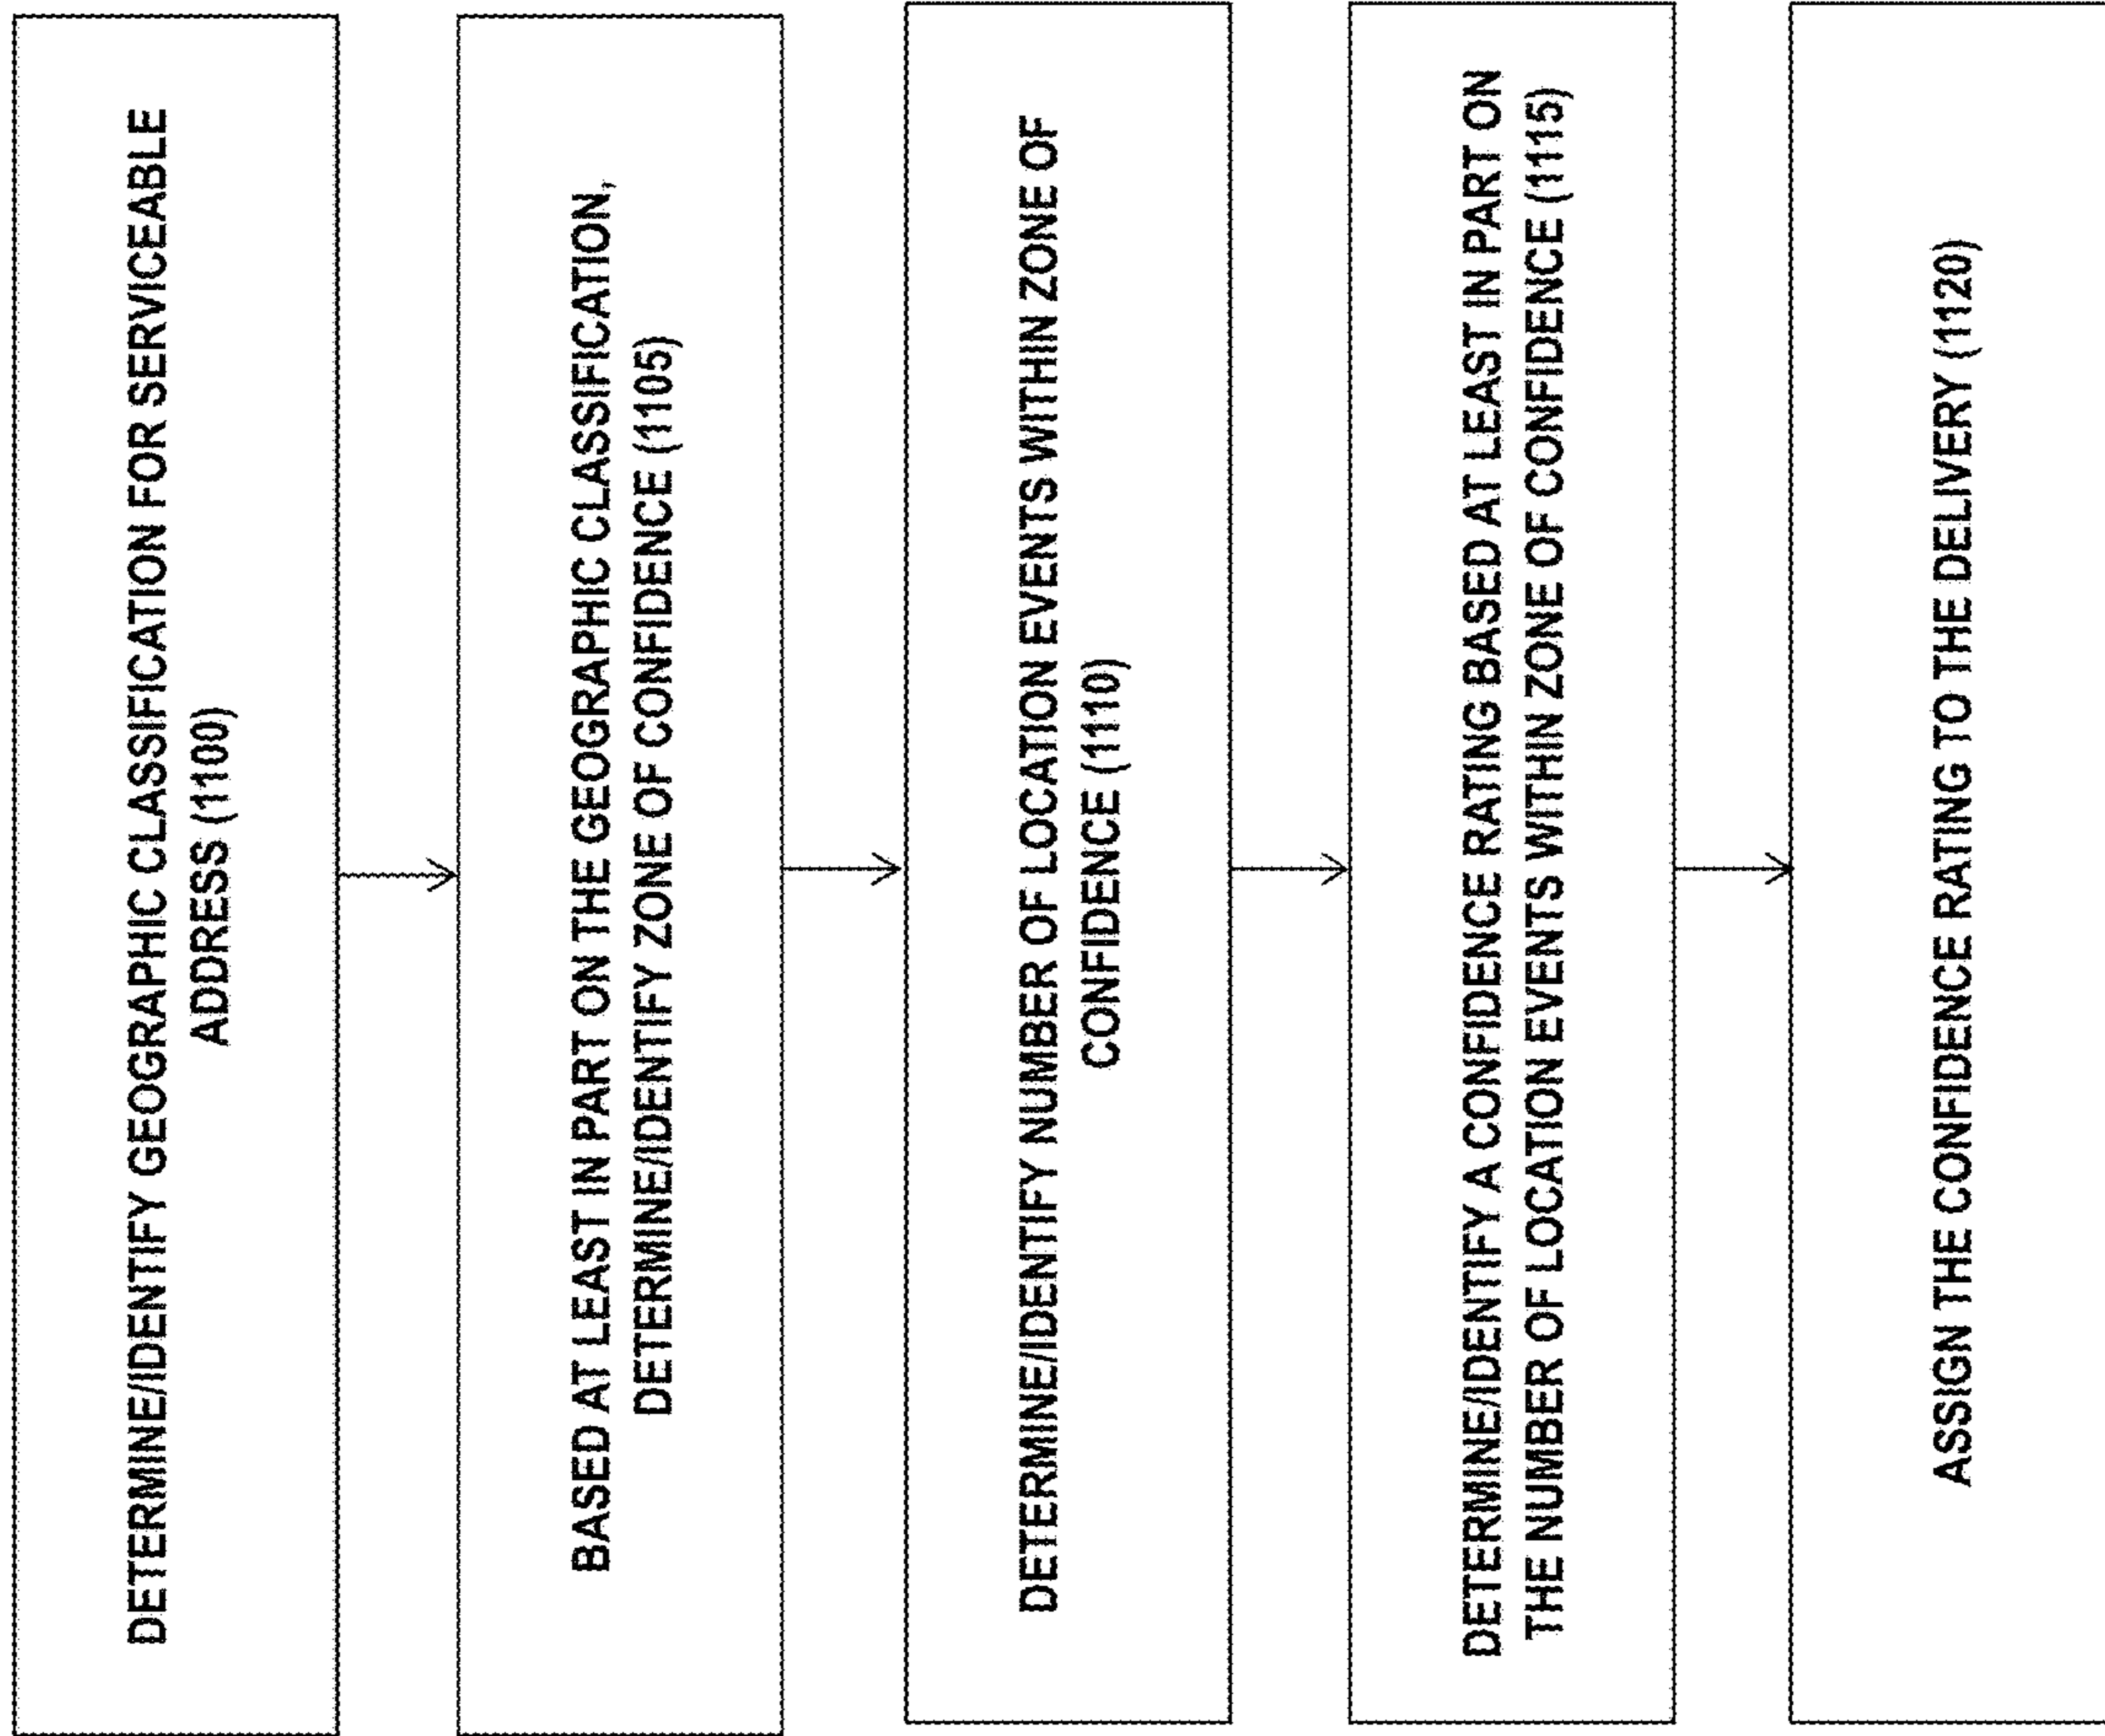 DETERMINE/IDENTIFY GEOGRAPHIC CLASSIFICATION FOR SERVICEABLE
ADDRESS (1100)
BASED AT LEAST IN PART ON THE GEOGRAPHIC CLASSIFICATION,
DETERMINE/IDENTIFY ZONE OF CONFIDENCE (1105)
DETERMINE/IDENTIFY NUMBER OF LOCATION EVENTS WITHIN ZONE OF
CONFIDENCE (1110)
DETERMINE/IDENTIFY A CONFIDENCE RATING BASED AT LEAST IN PART ON
THE NUMBER OF LOCATION EVENTS WITHIN ZONE OF CONFIDENCE (1115)
ASSIGN THE CONFIDENCE RATING TO THE DELIVERY (1120)